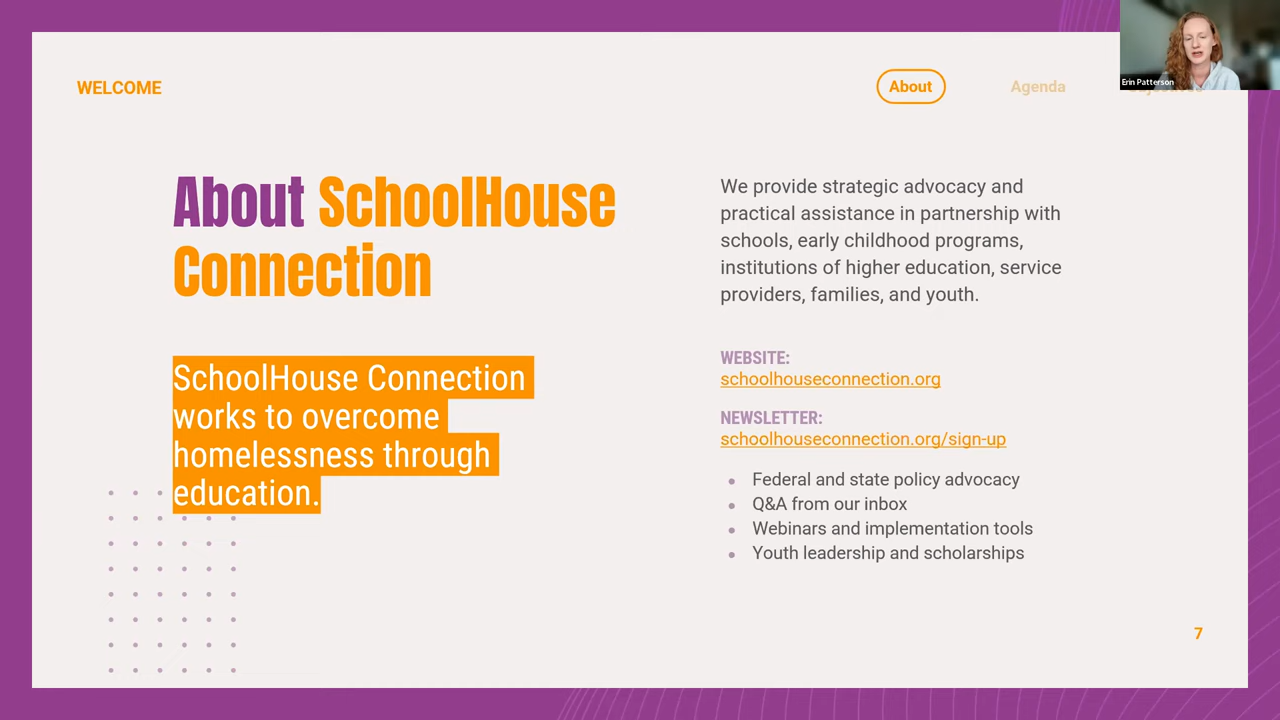 WELCOME
About
Agenda
Erin Patterson
About SchoolHouse
Connection
SchoolHouse Connection
works to overcome
homelessness through
education.
We provide strategic advocacy and
practical assistance in partnership with
schools, early childhood programs,
institutions of higher education, service
providers, families, and youth.
WEBSITE:
schoolhouseconnection.org
NEWSLETTER:
schoolhouseconnection.org/sign-up
Federal and state policy advocacy
Q&A from our inbox
Webinars and implementation tools
Youth leadership and scholarships
7